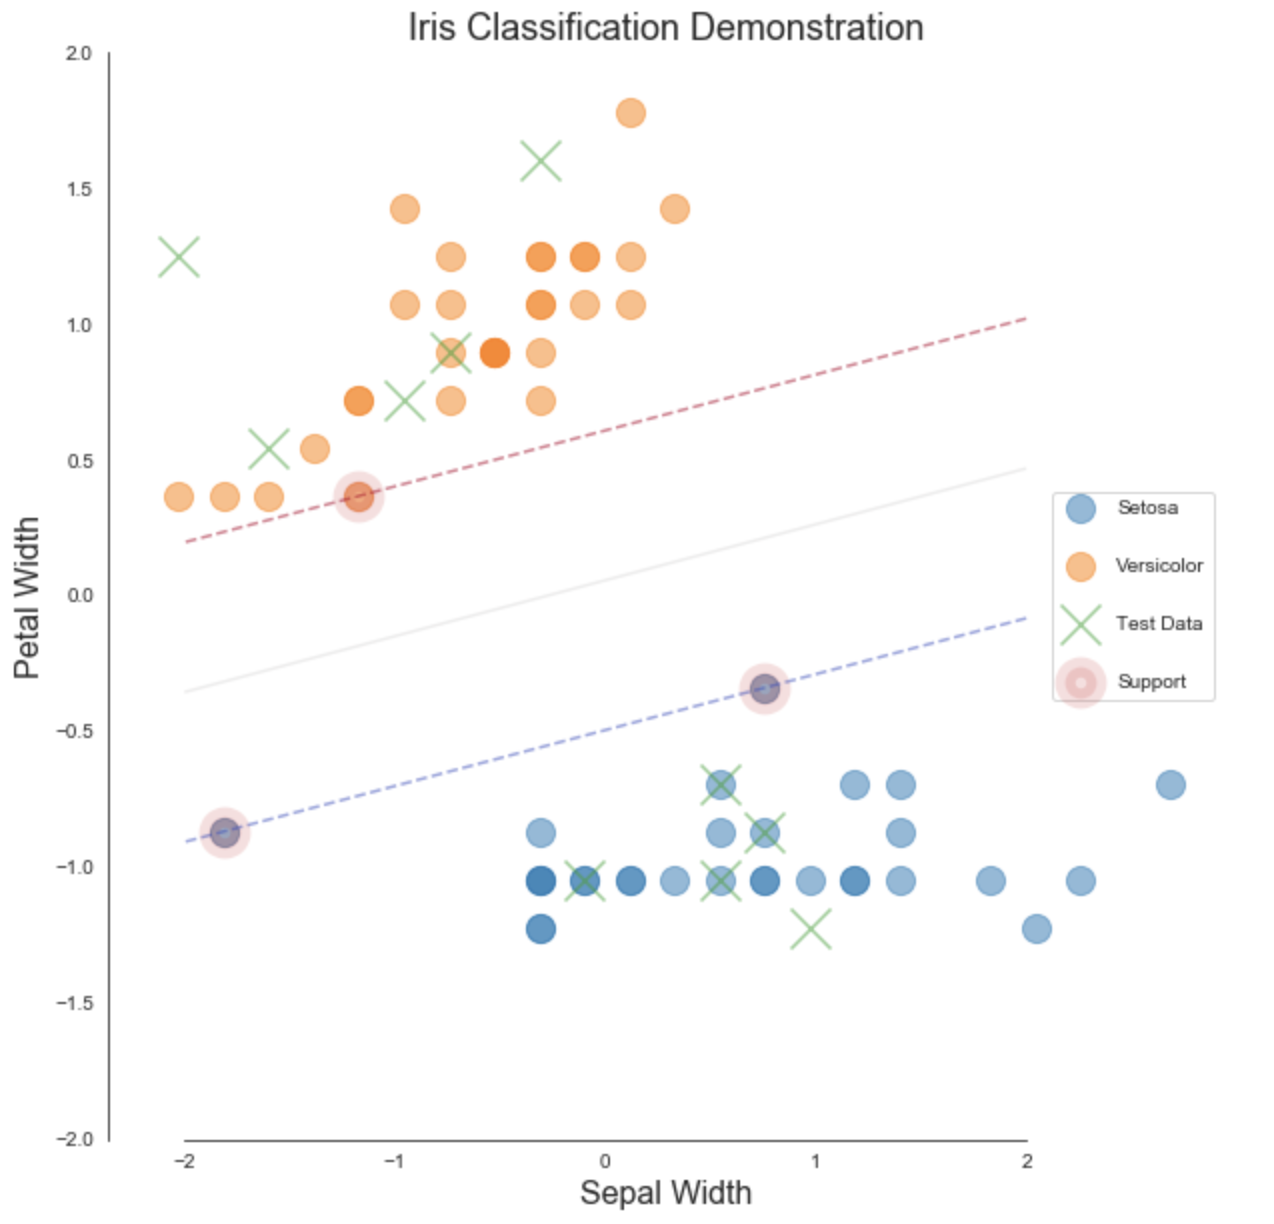 Iris Classification Demonstration
2.0
1.5
1.0
0.5
0.0
−0.5
−1.0
−1.5
−2.0
Petal Width
Setosa
Versicolor
Test Data
Support
−2 −1 0 1 2
Sepal Width